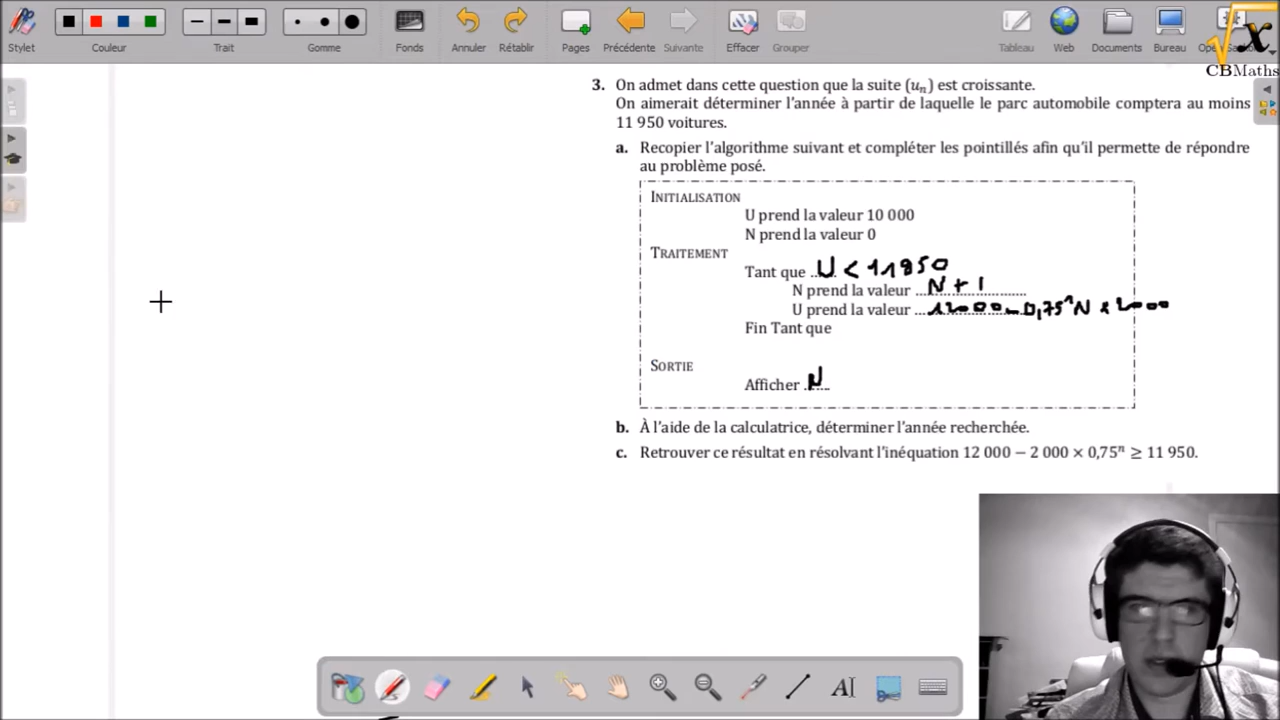 Stylet Couleur Trait Gomme Fonds Annuler Rétablir Pages Précédente Suivante Effacer Grouper Tableau Web Documents Bureau
CBMaths
3. On admet dans cette question que la suite (uₙ) est croissante.
On aimerait déterminer l'année à partir de laquelle le parc automobile comptera au moins
11 950 voitures.
a. Recopier l'algorithme suivant et compléter les pointillés afin qu'il permette de répondre
au problème posé.
INITIALISATION
U prend la valeur 10 000
N prend la valeur 0
TRAITEMENT
Tant que ... U < 11950
N prend la valeur ... N + 1
U prend la valeur ... 12000 - 0,75^N × 2000
Fin Tant que
SORTIE
Afficher N
b. À l'aide de la calculatrice, déterminer l'année recherchée.
c. Retrouver ce résultat en résolvant l'inéquation 12 000 − 2 000 × 0,75ⁿ ≥ 11 950.